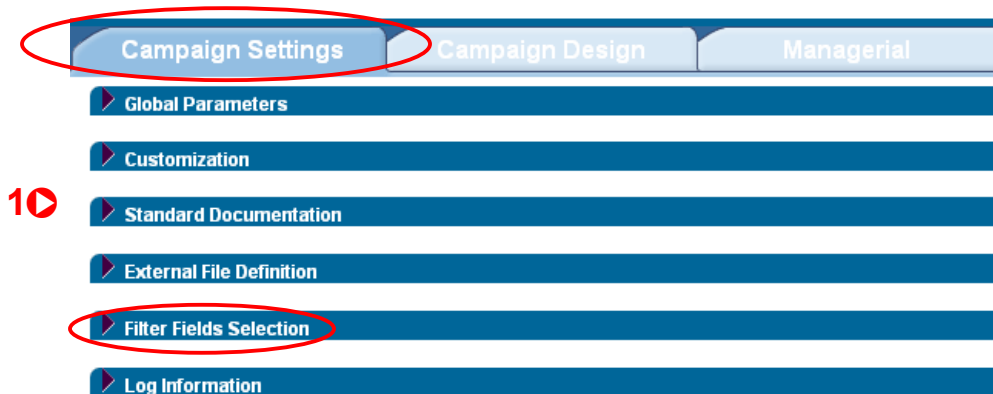 Campaign Settings Campaign Design Managerial
Global Parameters
Customization
1
Standard Documentation
External File Definition
Filter Fields Selection
Log Information